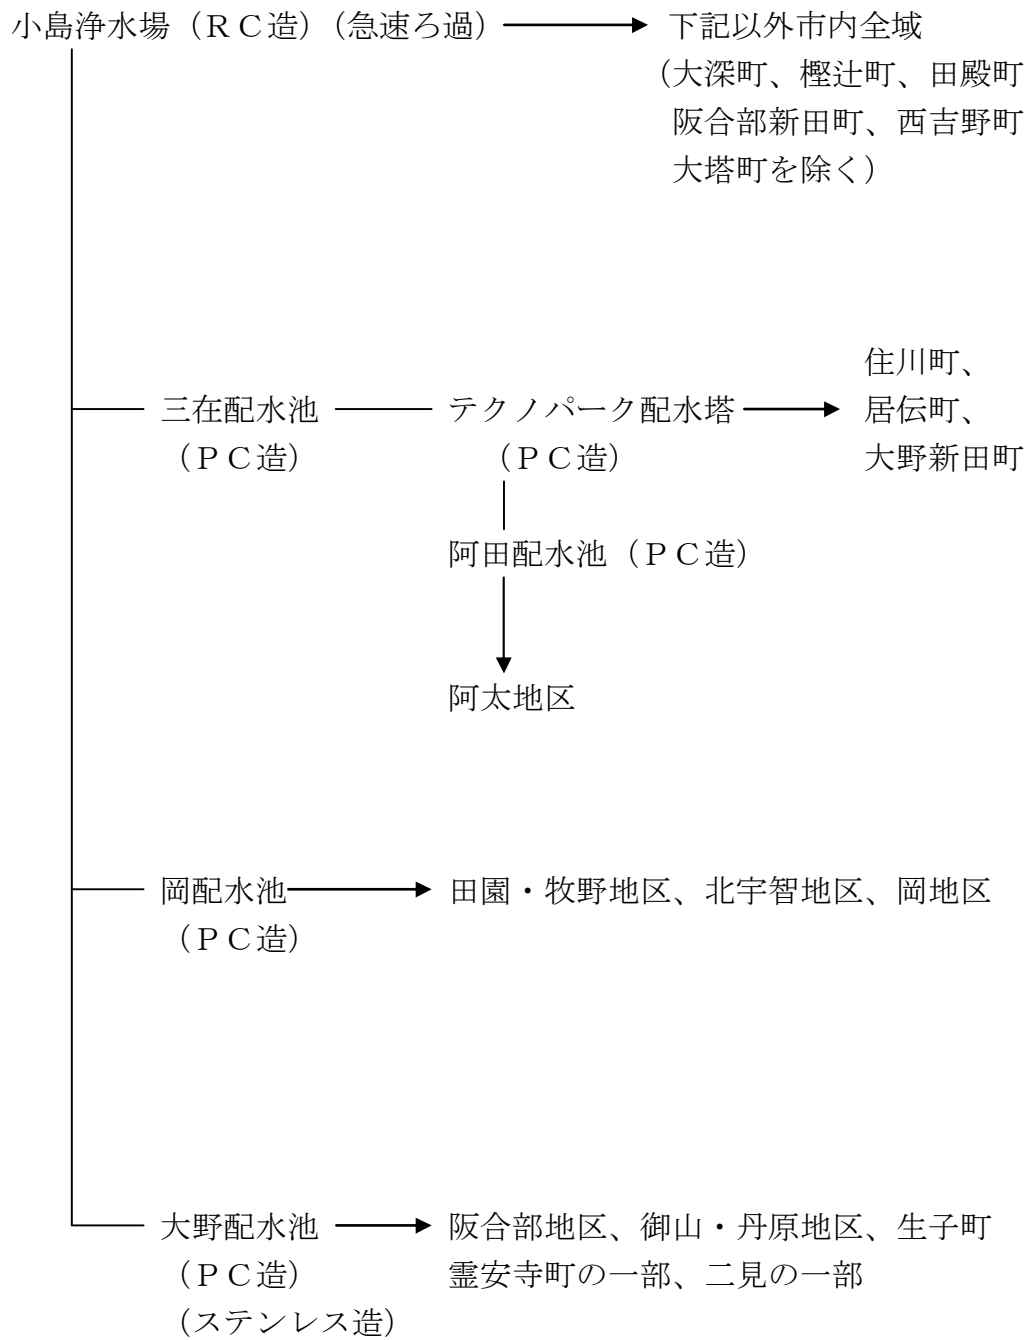 小島浄水場（ＲＣ造）（急速ろ過）
下記以外市内全域
（大深町、樫辻町、田殿町
阪合部新田町、西吉野町
大塔町を除く）
三在配水池
（ＰＣ造）
テクノパーク配水塔
（ＰＣ造）
住川町、
居伝町、
大野新田町
阿田配水池（ＰＣ造）
阿太地区
岡配水池
（ＰＣ造）
田園・牧野地区、北宇智地区、岡地区
大野配水池
（ＰＣ造）
（ステンレス造）
阪合部地区、御山・丹原地区、生子町
霊安寺町の一部、二見の一部